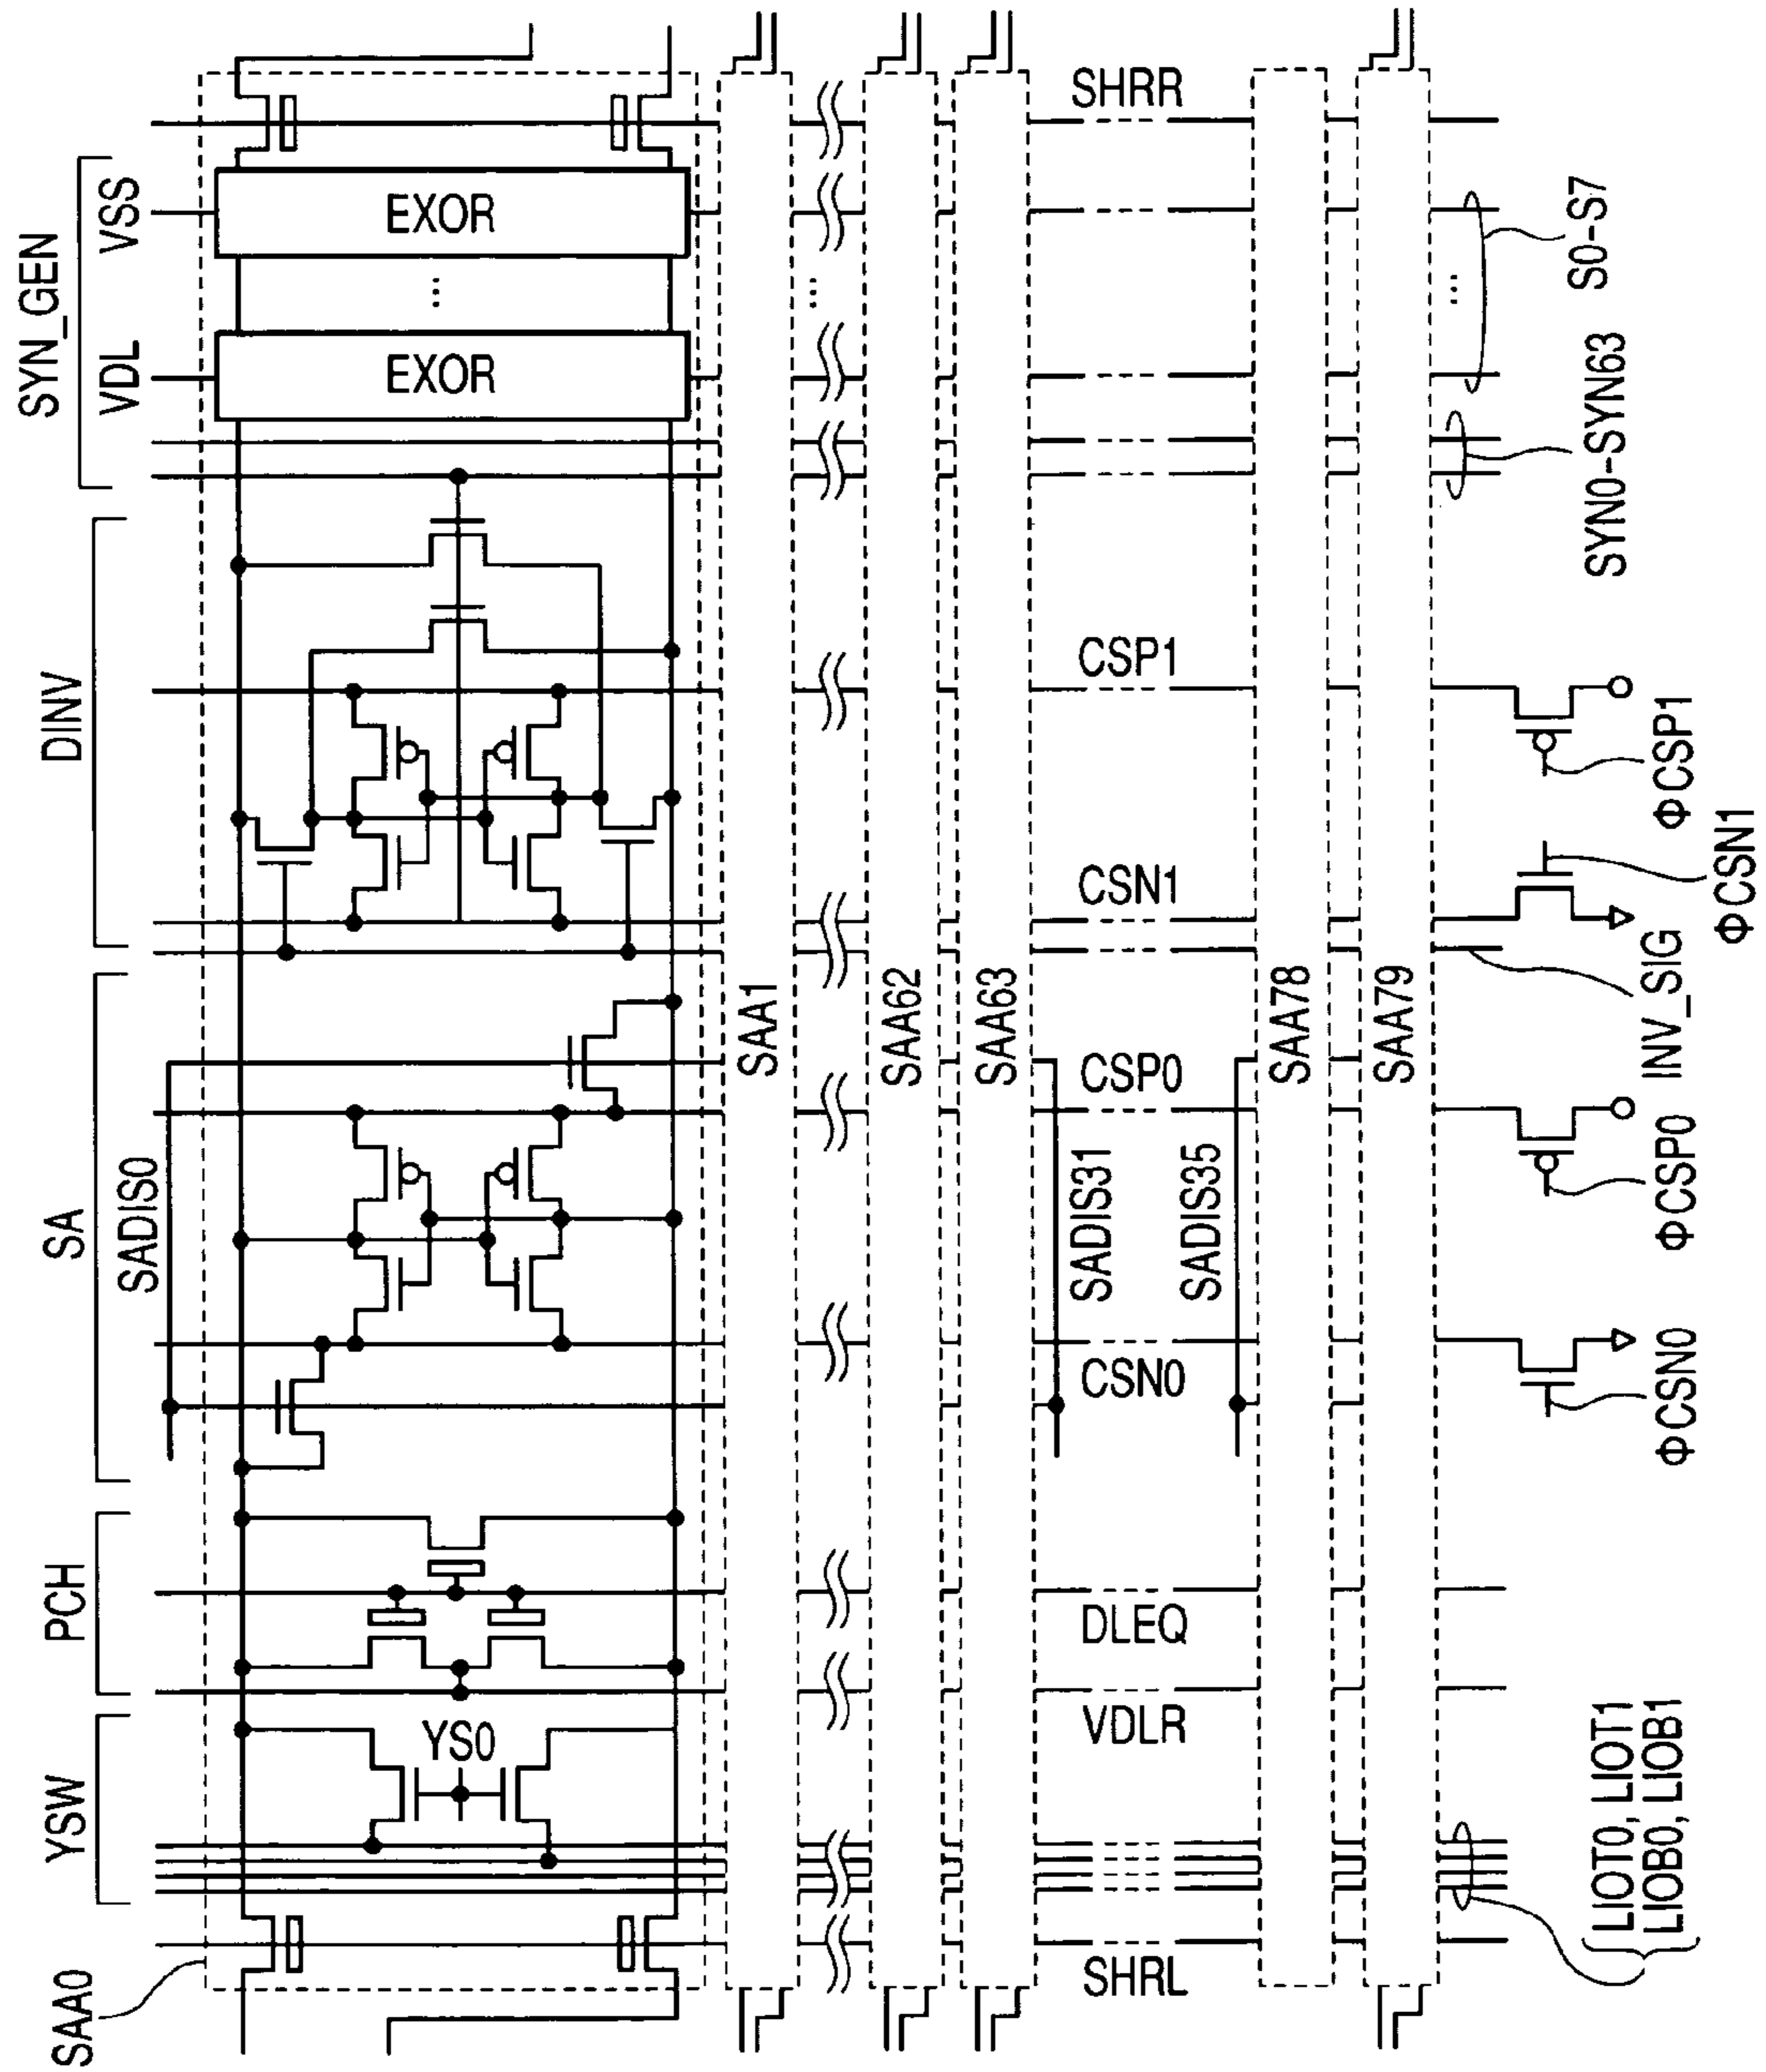 SAA0
YSW
PCH
SA
SADIS0
DINV
SYN_GEN
VDL
VSS
YS0
EXOR
...
EXOR
SAA1
...
SAA62
SAA63
SHRL
VDLR
DLEQ
CSN0
SADIS31
CSP0
CSN1
CSP1
SHRR
SADIS35
SAA78
SAA79
...
LIOT0, LIOT1
LIOB0, LIOB1
ΦCSN0
ΦCSP0
INV_SIG
ΦCSN1
ΦCSP1
SYN0-SYN63
S0-S7